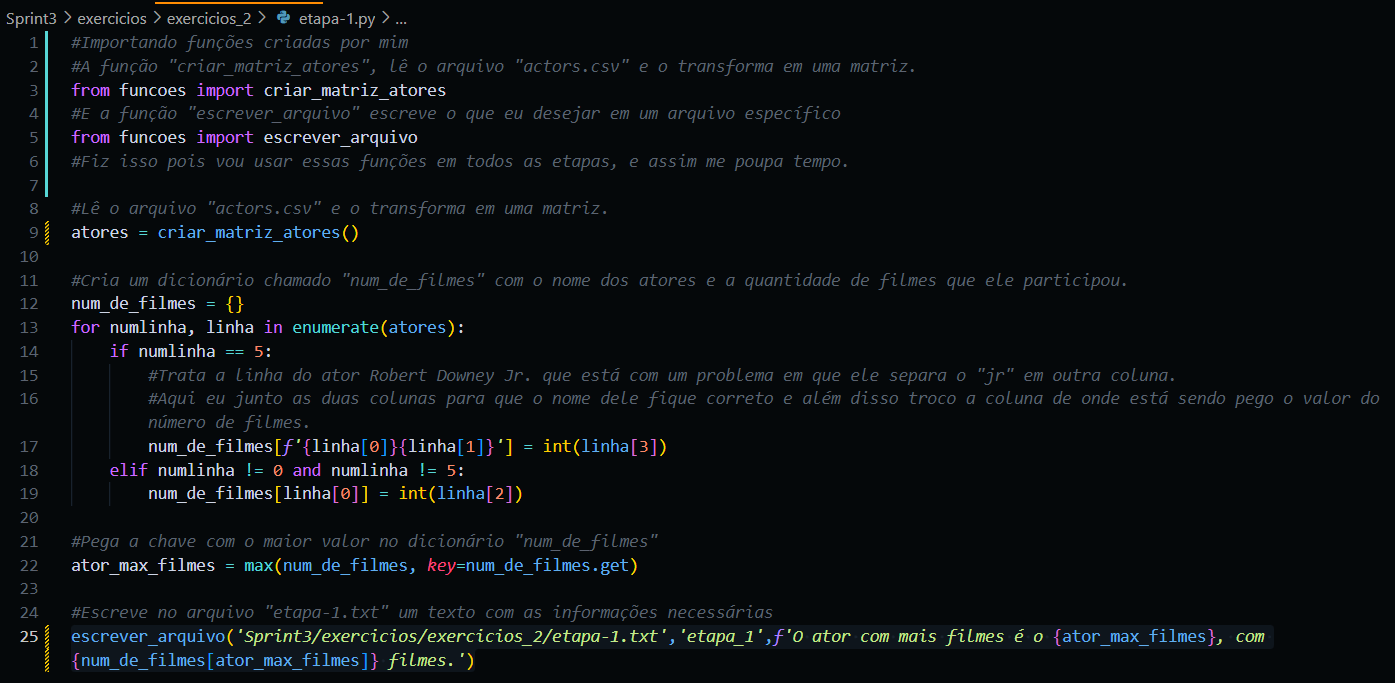 Sprint3 > exercicios > exercicios_2 > etapa-1.py > ...
1 #Importando funções criadas por mim
2 #A função "criar_matriz_atores", lê o arquivo "actors.csv" e o transforma em uma matriz.
3 from funcoes import criar_matriz_atores
4 #E a função "escrever_arquivo" escreve o que eu desejar em um arquivo específico
5 from funcoes import escrever_arquivo
6 #Fiz isso pois vou usar essas funções em todos as etapas, e assim me poupa tempo.
7
8 #Lê o arquivo "actors.csv" e o transforma em uma matriz.
9 atores = criar_matriz_atores()
10
11 #Cria um dicionário chamado "num_de_filmes" com o nome dos atores e a quantidade de filmes que ele participou.
12 num_de_filmes = {}
13 for numlinha, linha in enumerate(atores):
14     if numlinha == 5:
15         #Trata a linha do ator Robert Downey Jr. que está com um problema em que ele separa o "jr" em outra coluna.
16         #Aqui eu junto as duas colunas para que o nome dele fique correto e além disso troco a coluna de onde está sendo pego o valor do
número de filmes.
17         num_de_filmes[f'{linha[0]}{linha[1]}'] = int(linha[3])
18     elif numlinha != 0 and numlinha != 5:
19         num_de_filmes[linha[0]] = int(linha[2])
20
21 #Pega a chave com o maior valor no dicionário "num_de_filmes"
22 ator_max_filmes = max(num_de_filmes, key=num_de_filmes.get)
23
24 #Escreve no arquivo "etapa-1.txt" um texto com as informações necessárias
25 escrever_arquivo('Sprint3/exercicios/exercicios_2/etapa-1.txt','etapa_1',f'O ator com mais filmes é o {ator_max_filmes}, com
{num_de_filmes[ator_max_filmes]} filmes.')